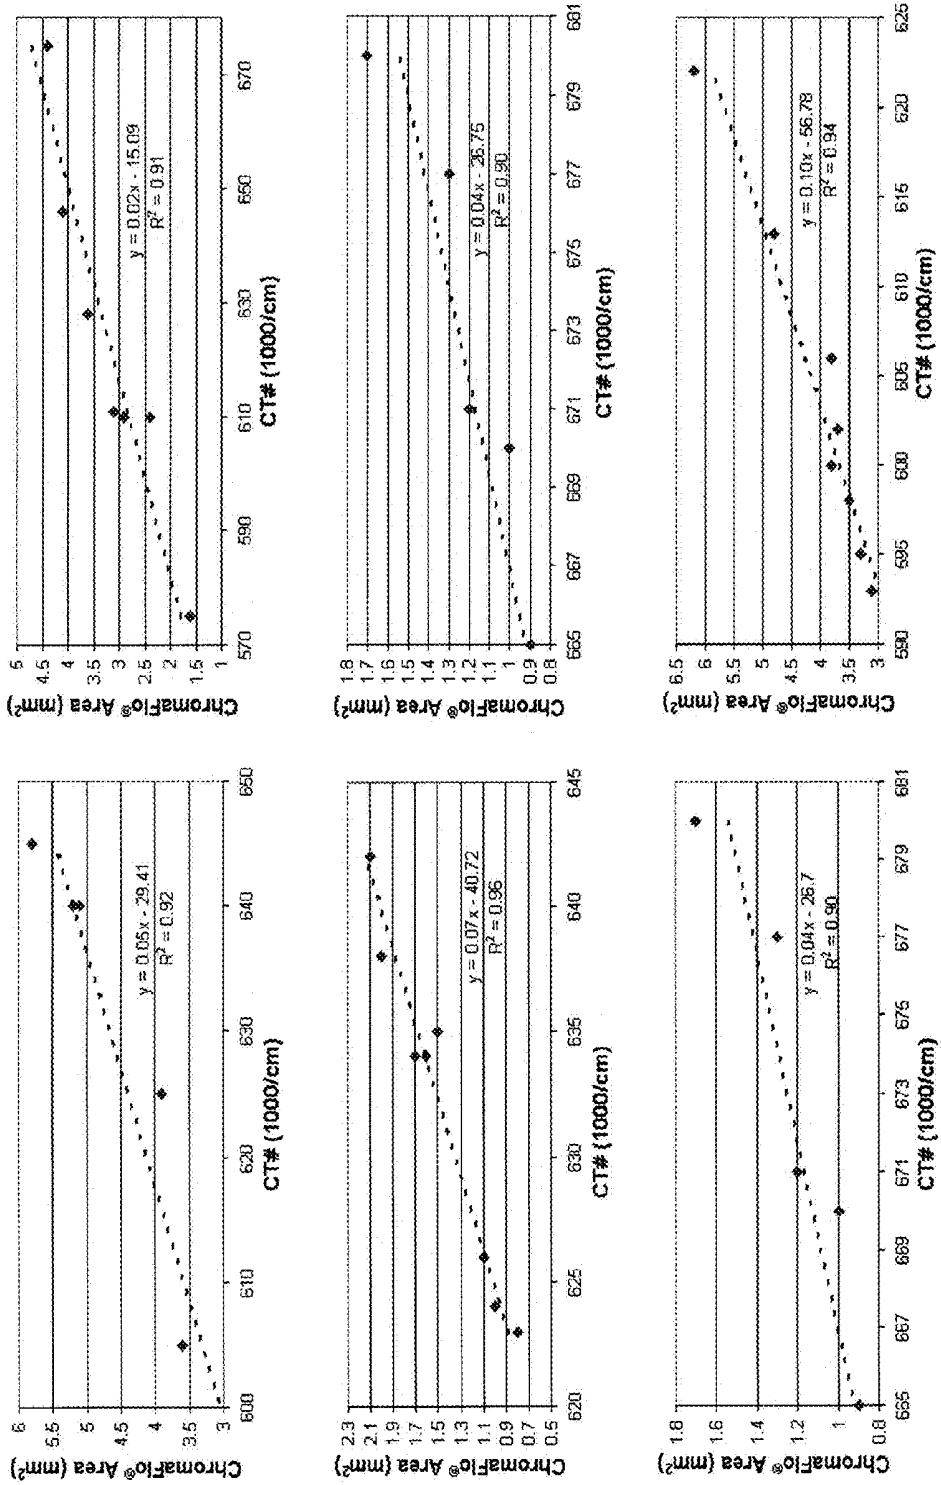 ChromaFlo® Area (mm²)
6
5.5
5
4.5
4
3.5
3
y = 0.05x - 29.41
R² = 0.92
600 610 620 630 640 650
CT# (1000/cm)
ChromaFlo® Area (mm²)
5
4.5
4
3.5
3
2.5
2
1.5
1
y = 0.02x - 15.09
R² = 0.91
570 590 610 630 650 670
CT# (1000/cm)
ChromaFlo® Area (mm²)
2.3
2.1
1.9
1.7
1.5
1.3
1.1
0.9
0.7
0.5
y = 0.07x - 40.72
R² = 0.96
620 625 630 635 640 645
CT# (1000/cm)
ChromaFlo® Area (mm²)
1.8
1.7
1.6
1.5
1.4
1.3
1.2
1.1
1
0.9
0.8
y = 0.04x - 26.75
R² = 0.90
665 667 669 671 673 675 677 679 681
CT# (1000/cm)
ChromaFlo® Area (mm²)
1.8
1.6
1.4
1.2
1
0.8
y = 0.04x - 26.7
R² = 0.90
665 667 669 671 673 675 677 679 681
CT# (1000/cm)
ChromaFlo® Area (mm²)
6.5
6
5.5
5
4.5
4
3.5
3
y = 0.10x - 56.78
R² = 0.94
590 595 600 605 610 615 620 625
CT# (1000/cm)